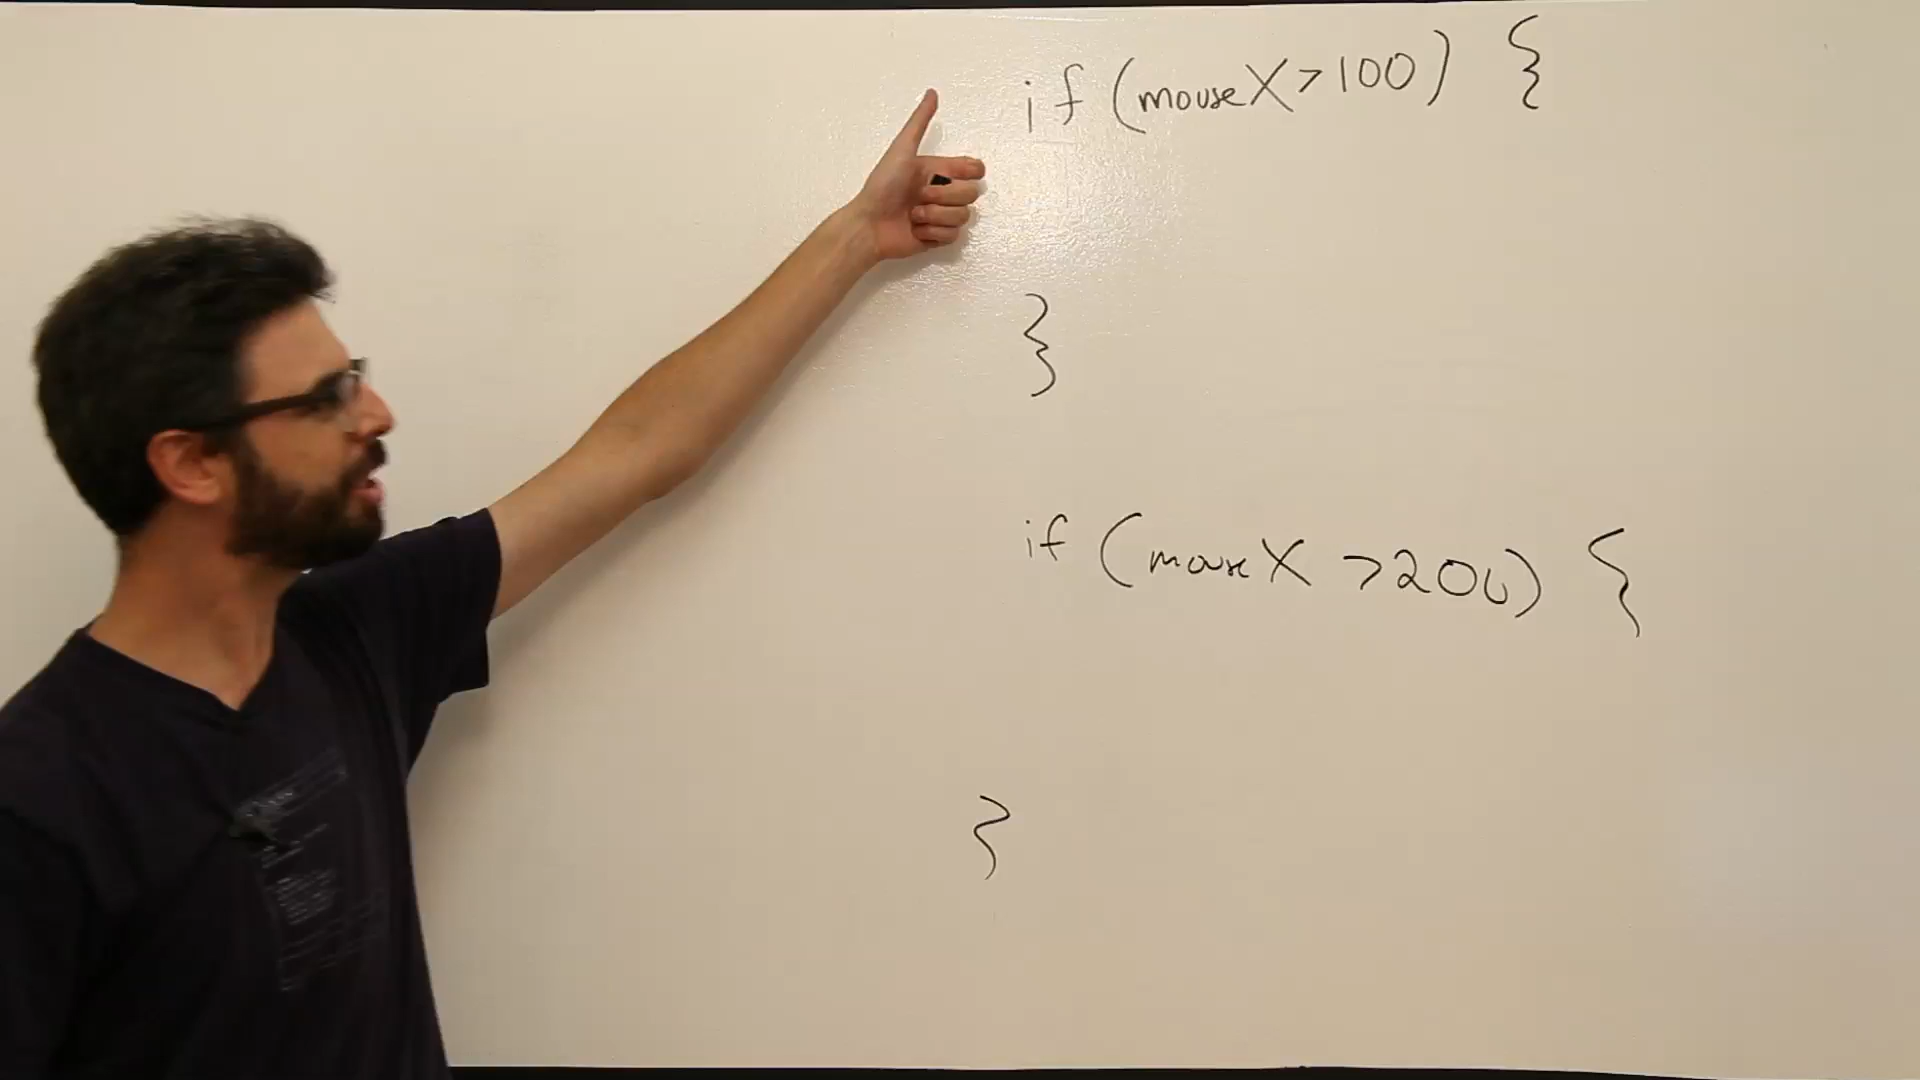 if (mouseX > 100) {
}
if (mouseX > 200) {
}